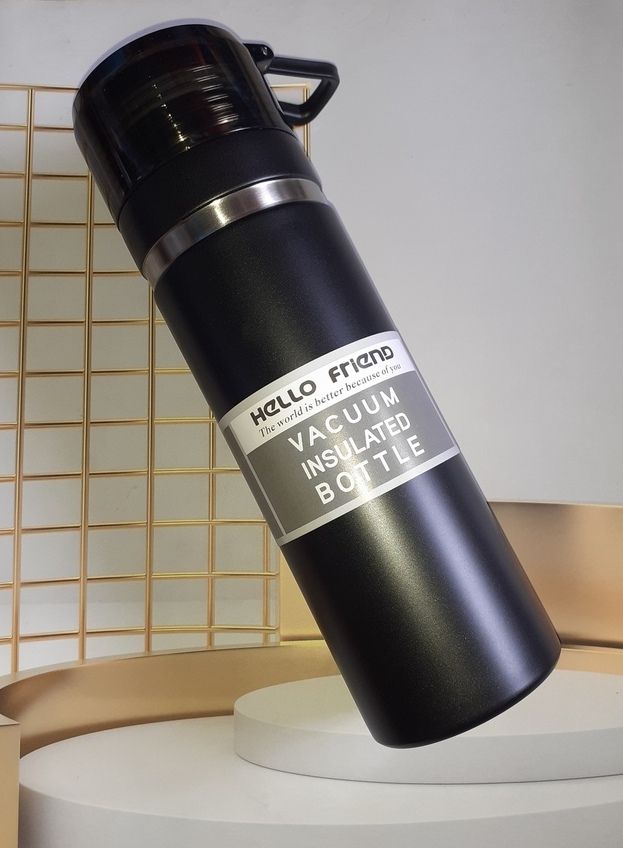 HELLO FrienD
The world is better because of you
VACUUM
INSULATED
BOTTLE